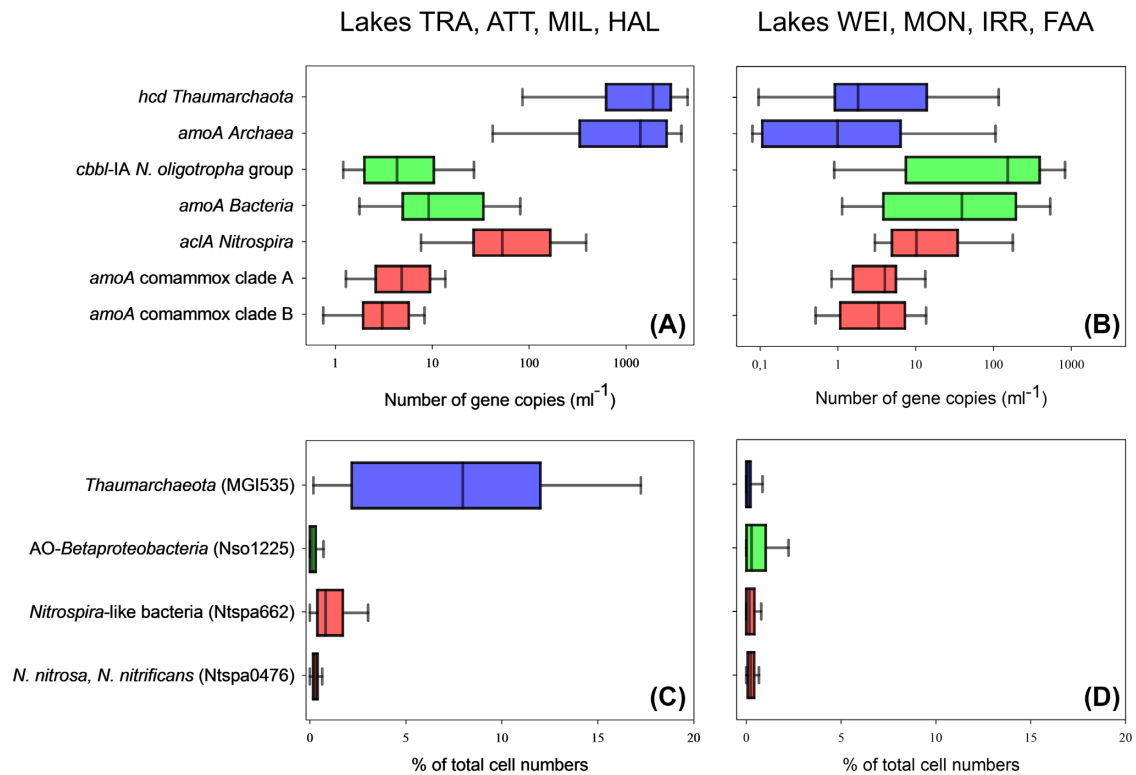 Lakes TRA, ATT, MIL, HAL
Lakes WEI, MON, IRR, FAA
hcd Thaumarchaota
amoA Archaea
cbbl-IA N. oligotropha group
amoA Bacteria
aclA Nitrospira
amoA comammox clade A
amoA comammox clade B
(A)
(B)
1 10 100 1000
0,1 1 10 100 1000
Number of gene copies (ml-1)
Number of gene copies (ml-1)
Thaumarchaeota (MGI535)
AO-Betaproteobacteria (Nso1225)
Nitrospira-like bacteria (Ntspa662)
N. nitrosa, N. nitrificans (Ntspa0476)
(C)
(D)
0 5 10 15 20
0 5 10 15 20
% of total cell numbers
% of total cell numbers